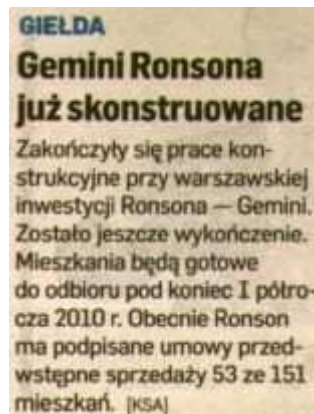 GIEŁDA
Gemini Ronsona
już skonstruowane
Zakończyły się prace kon-
strukcyjne przy warszawskiej
inwestycji Ronsona — Gemini.
Zostało jeszcze wykończenie.
Mieszkania będą gotowe
do odbioru pod koniec I półro-
cza 2010 r. Obecnie Ronson
ma podpisane umowy przed-
wstępne sprzedaży 53 ze 151
mieszkań. [KSA]